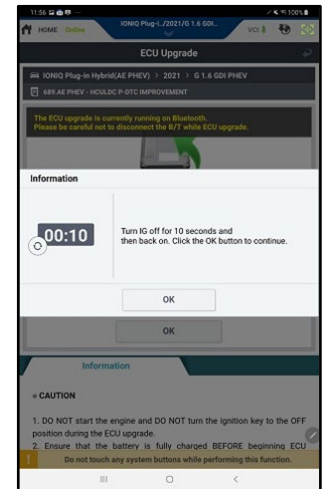 11:56
100%
HOME Online
IONIQ Plug-i../2021/G 1.6 GDI..
VCI
ECU Upgrade
IONIQ Plug-in Hybrid(AE PHEV) > 2021 > G 1.6 GDI PHEV
689.AE PHEV - HCULDC P-DTC IMPROVEMENT
The ECU upgrade is currently running on Bluetooth.
Please be careful not to disconnect the B/T while ECU upgrade.
Information
00:10
Turn IG off for 10 seconds and
then back on. Click the OK button to continue.
OK
OK
Information
CAUTION
1. DO NOT start the engine and DO NOT turn the ignition key to the OFF
position during the ECU upgrade.
2. Ensure that the battery is fully charged BEFORE beginning ECU
Do not touch any system buttons while performing this function.